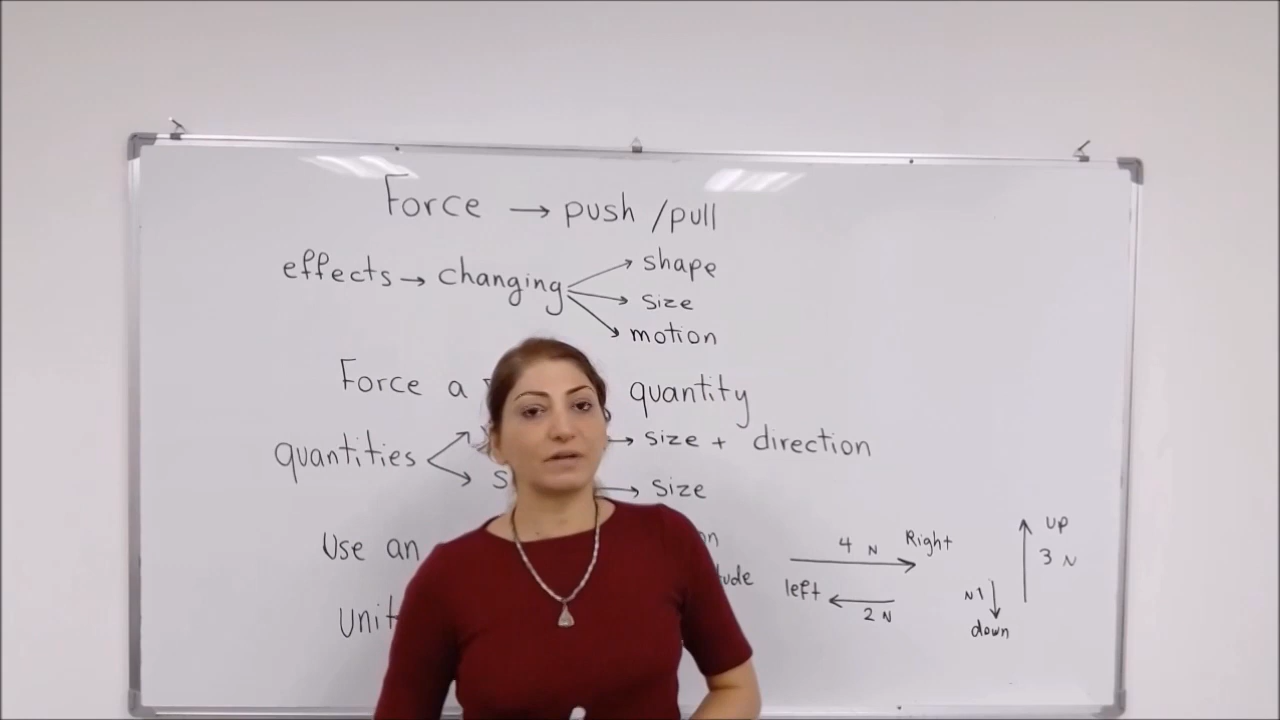 Force → push /pull
effects → changing → shape
→ size
→ motion
Force a quantity
quantities → size + direction
→ size
Use an
4 N Right
left
2 N
up
3 N
N 1
down